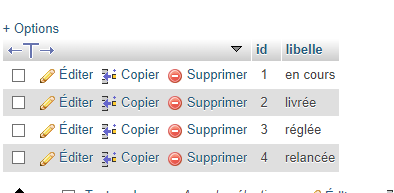 + Options
id libelle
Éditer Copier Supprimer 1 en cours
Éditer Copier Supprimer 2 livrée
Éditer Copier Supprimer 3 réglée
Éditer Copier Supprimer 4 relancée